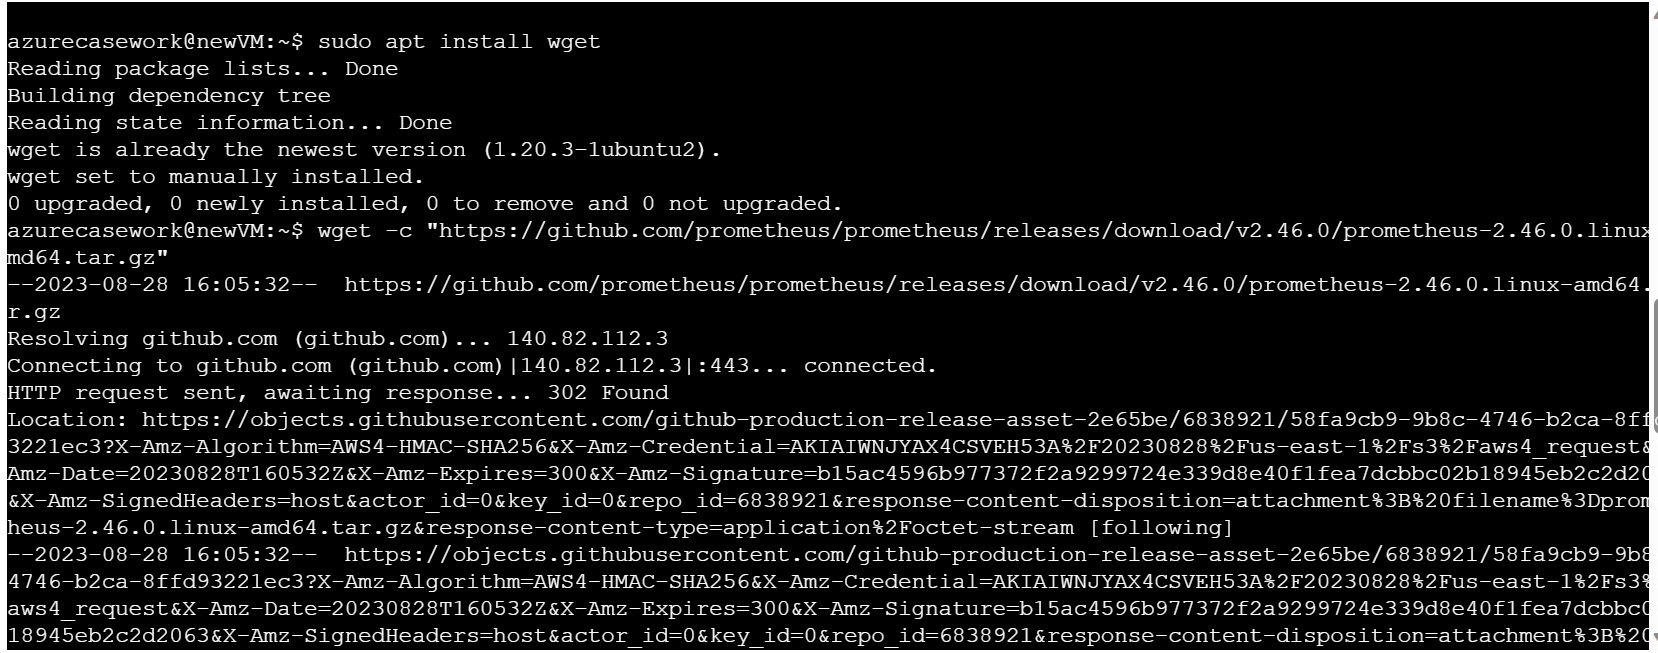 azurecasework@newVM:~$ sudo apt install wget
Reading package lists... Done
Building dependency tree
Reading state information... Done
wget is already the newest version (1.20.3-1ubuntu2).
wget set to manually installed.
0 upgraded, 0 newly installed, 0 to remove and 0 not upgraded.
azurecasework@newVM:~$ wget -c "https://github.com/prometheus/prometheus/releases/download/v2.46.0/prometheus-2.46.0.linux
md64.tar.gz"
--2023-08-28 16:05:32--  https://github.com/prometheus/prometheus/releases/download/v2.46.0/prometheus-2.46.0.linux-amd64.
r.gz
Resolving github.com (github.com)... 140.82.112.3
Connecting to github.com (github.com)|140.82.112.3|:443... connected.
HTTP request sent, awaiting response... 302 Found
Location: https://objects.githubusercontent.com/github-production-release-asset-2e65be/6838921/58fa9cb9-9b8c-4746-b2ca-8ffd
3221ec3?X-Amz-Algorithm=AWS4-HMAC-SHA256&X-Amz-Credential=AKIAIWNJYAX4CSVEH53A%2F20230828%2Fus-east-1%2Fs3%2Faws4_request&
Amz-Date=20230828T160532Z&X-Amz-Expires=300&X-Amz-Signature=b15ac4596b977372f2a9299724e339d8e40f1fea7dcbbc02b18945eb2c2d20
&X-Amz-SignedHeaders=host&actor_id=0&key_id=0&repo_id=6838921&response-content-disposition=attachment%3B%20filename%3Dprom
heus-2.46.0.linux-amd64.tar.gz&response-content-type=application%2Foctet-stream [following]
--2023-08-28 16:05:32--  https://objects.githubusercontent.com/github-production-release-asset-2e65be/6838921/58fa9cb9-9b8
4746-b2ca-8ffd93221ec3?X-Amz-Algorithm=AWS4-HMAC-SHA256&X-Amz-Credential=AKIAIWNJYAX4CSVEH53A%2F20230828%2Fus-east-1%2Fs3%
aws4_request&X-Amz-Date=20230828T160532Z&X-Amz-Expires=300&X-Amz-Signature=b15ac4596b977372f2a9299724e339d8e40f1fea7dcbbc0
18945eb2c2d2063&X-Amz-SignedHeaders=host&actor_id=0&key_id=0&repo_id=6838921&response-content-disposition=attachment%3B%20